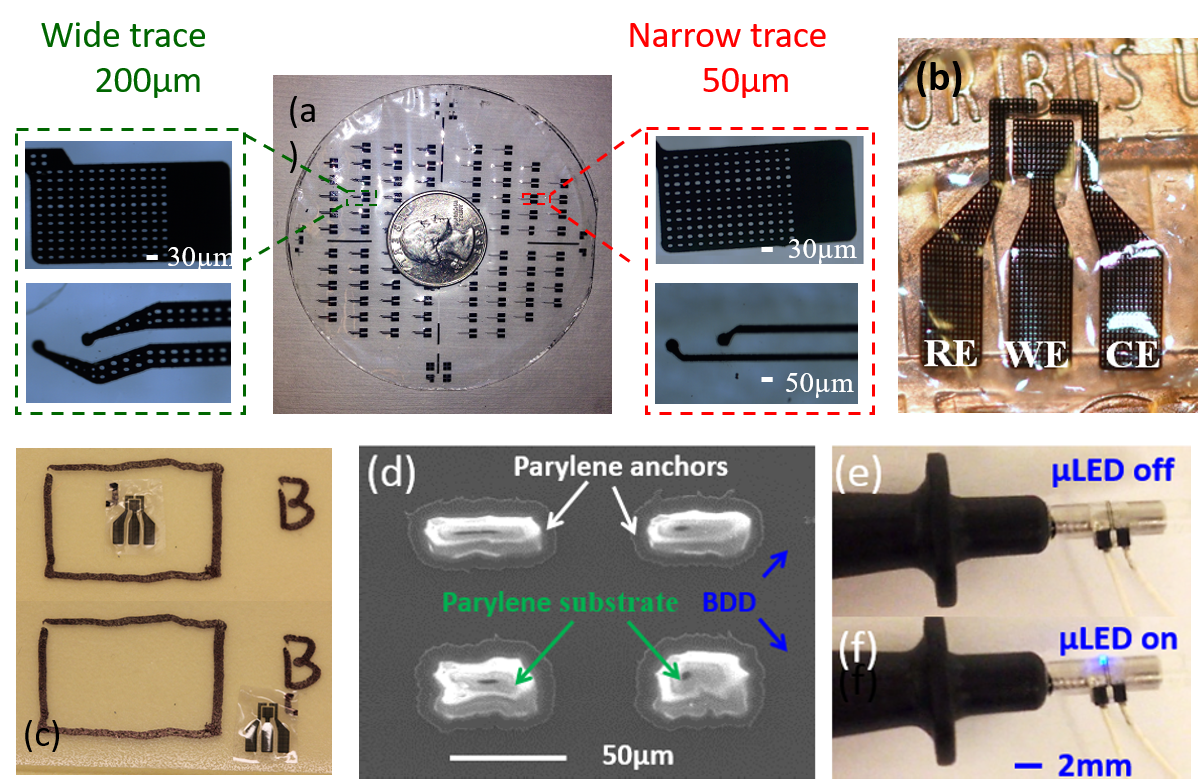 Wide trace
200µm
Narrow trace
50µm
(a
)
(b)
30µm
30µm
50µm
RE WE CE
B
B
(c)
(d)
Parylene anchors
Parylene substrate
BDD
50µm
(e)
µLED off
(f)
(f)
µLED on
2mm